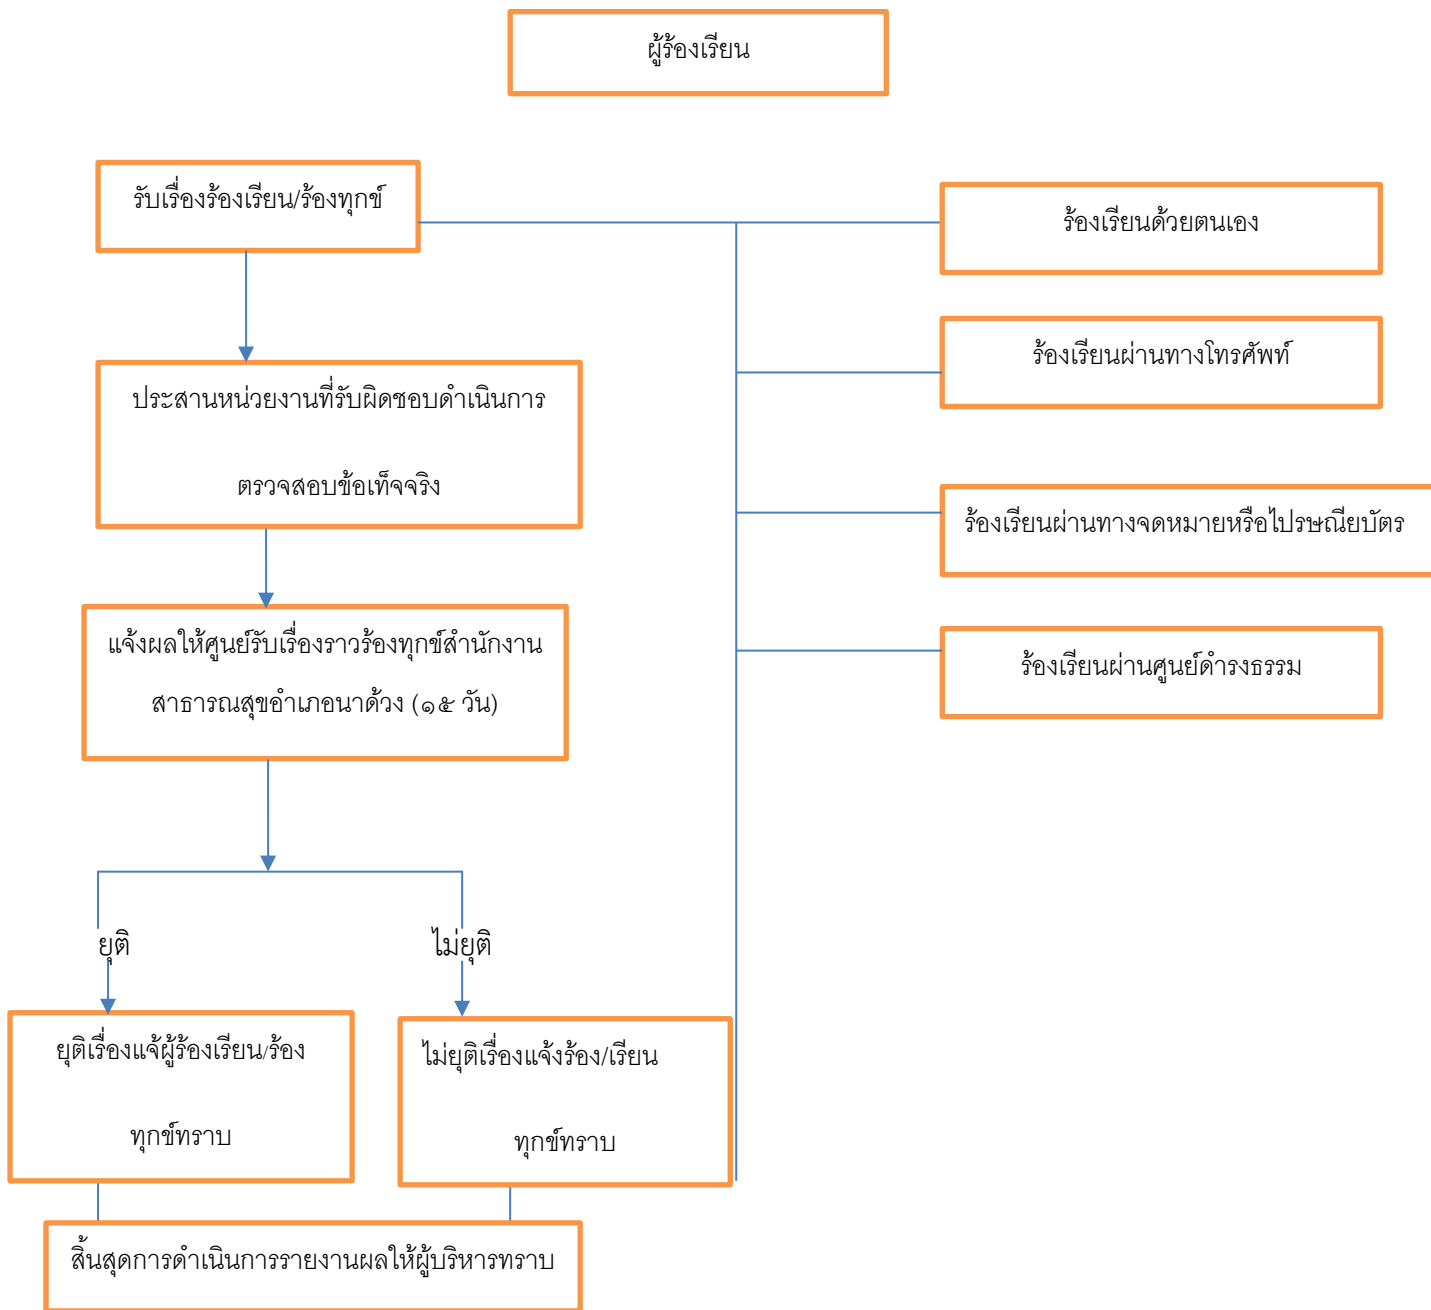 ผู้ร้องเรียน
รับเรื่องร้องเรียน/ร้องทุกข์
ร้องเรียนด้วยตนเอง
ร้องเรียนผ่านทางโทรศัพท์
ประสานหน่วยงานที่รับผิดชอบดำเนินการ
ตรวจสอบข้อเท็จจริง
ร้องเรียนผ่านทางจดหมายหรือไปรษณียบัตร
แจ้งผลให้ศูนย์รับเรื่องราวร้องทุกข์สำนักงาน
สาธารณสุขอำเภอนาด้วง (๑๕ วัน)
ร้องเรียนผ่านศูนย์ดำรงธรรม
ยุติ
ไม่ยุติ
ยุติเรื่องแจ้ผู้ร้องเรียน/ร้อง
ทุกข์ทราบ
ไม่ยุติเรื่องแจ้งร้อง/เรียน
ทุกข์ทราบ
สิ้นสุดการดำเนินการรายงานผลให้ผู้บริหารทราบ